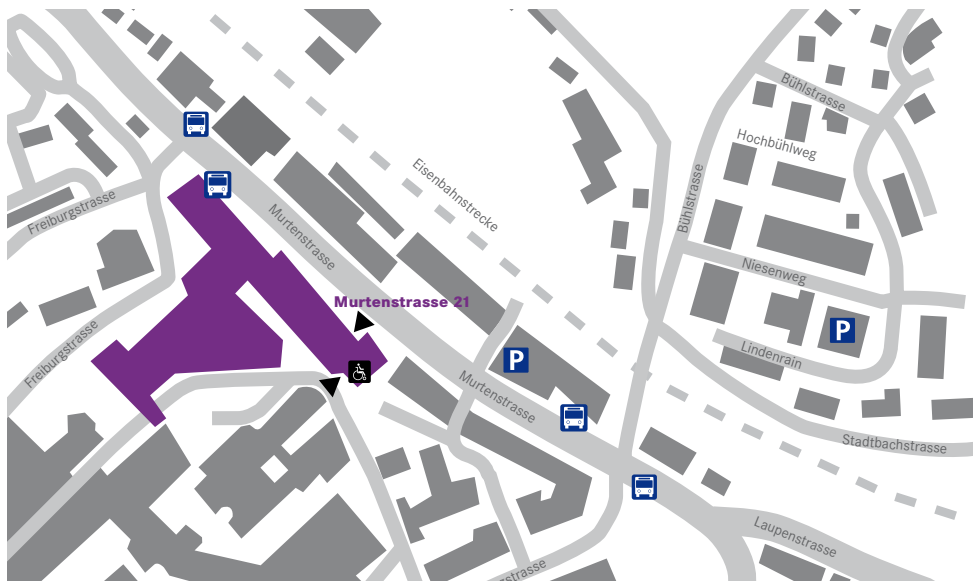 Bühlstrasse
Hochbühlweg
Eisenbahnstrecke
Bühlstrasse
Freiburgstrasse
Murtenstrasse
Niesenweg
Murtenstrasse 21
P
P
Lindenrain
Freiburgstrasse
Murtenstrasse
Stadtbachstrasse
Laupenstrasse